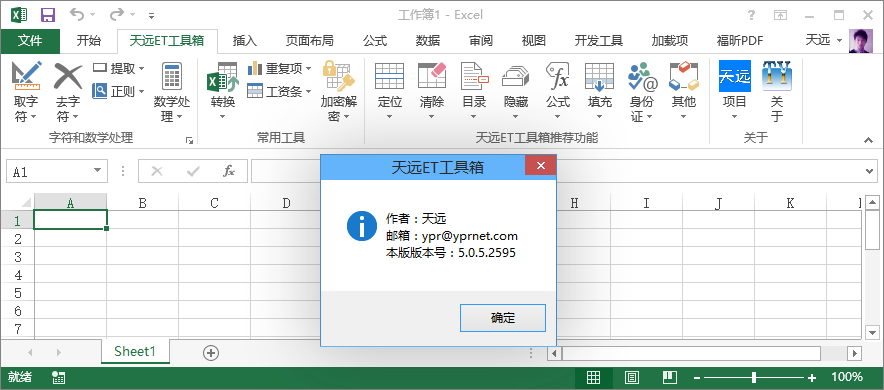 工作簿1 - Excel
文件 开始 天远ET工具箱 插入 页面布局 公式 数据 审阅 视图 开发工具 加载项 福昕PDF 天远
取字符 去字符 提取 正则 数学处理
转换 重复项 工资条 加密解密
定位 清除 目录 隐藏 公式 填充 身份证 其他
天远 项目 TY 关于
字符和数学处理 常用工具 天远ET工具箱推荐功能 关于
A1 fx
天远ET工具箱
作者：天远
邮箱：ypr@yprnet.com
本版版本号：5.0.5.2595
确定
A B C D H I J K L
1
2
3
4
5
6
7
Sheet1
就绪 100%